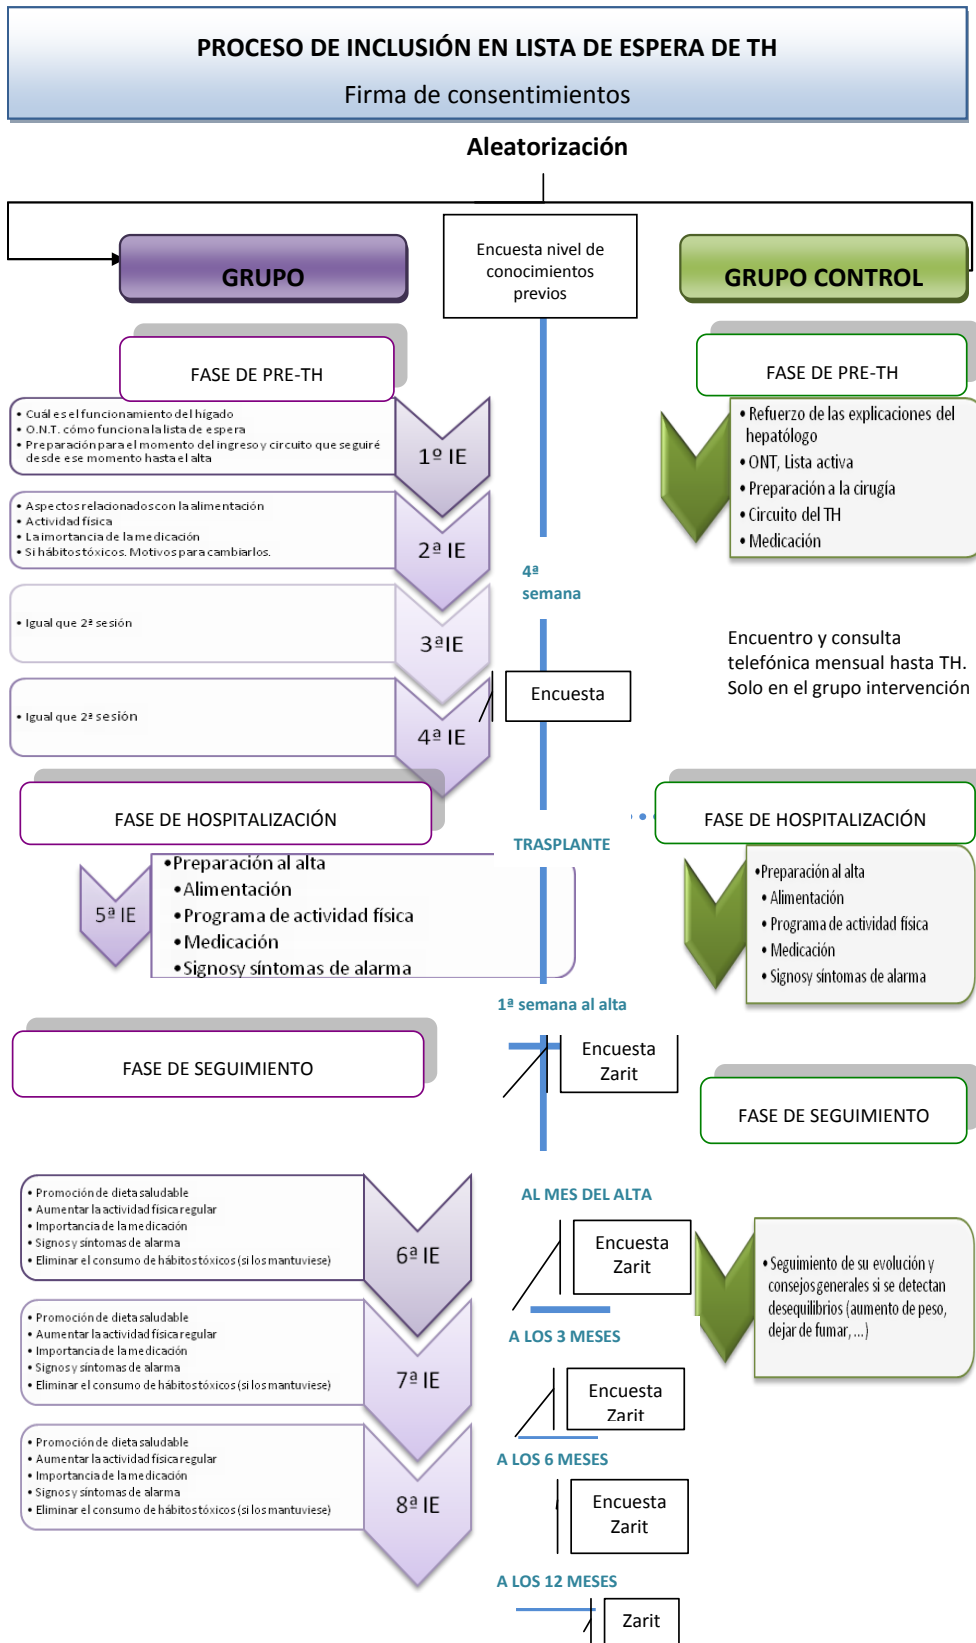 PROCESO DE INCLUSIÓN EN LISTA DE ESPERA DE TH
Firma de consentimientos
Aleatorización
GRUPO
Encuesta nivel de
conocimientos
previos
GRUPO CONTROL
FASE DE PRE-TH
• Cuál es el funcionamiento del hígado
• O.N.T. cómo funciona la lista de espera
• Preparación para el momento del ingreso y circuito que seguiré
desde ese momento hasta el alta
1º IE
• Aspectos relacionados con la alimentación
• Actividad física
• La imortancia de la medicación
• Si hábitos tóxicos. Motivos para cambiarlos.
2ª IE
• Igual que 2ª sesión
3ª IE
• Igual que 2ª sesión
4ª IE
4ª
semana
Encuesta
FASE DE PRE-TH
• Refuerzo de las explicaciones del
hepatólogo
• ONT, Lista activa
• Preparación a la cirugía
• Circuito del TH
• Medicación
Encuentro y consulta
telefónica mensual hasta TH.
Solo en el grupo intervención
FASE DE HOSPITALIZACIÓN
TRASPLANTE
FASE DE HOSPITALIZACIÓN
5ª IE
•Preparación al alta
•Alimentación
•Programa de actividad física
•Medicación
•Signosy síntomas de alarma
•Preparación al alta
•Alimentación
•Programa de actividad física
•Medicación
•Signosy síntomas de alarma
1ª semana al alta
Encuesta
Zarit
FASE DE SEGUIMIENTO
FASE DE SEGUIMIENTO
• Promoción de dieta saludable
• Aumentar la actividad física regular
• Importancia de la medicación
• Signos y síntomas de alarma
• Eliminar el consumo de hábitos tóxicos (si los mantuviese)
6ª IE
• Promoción de dieta saludable
• Aumentar la actividad física regular
• Importancia de la medicación
• Signos y síntomas de alarma
• Eliminar el consumo de hábitos tóxicos (si los mantuviese)
7ª IE
• Promoción de dieta saludable
• Aumentar la actividad física regular
• Importancia de la medicación
• Signos y síntomas de alarma
• Eliminar el consumo de hábitos tóxicos (si los mantuviese)
8ª IE
AL MES DEL ALTA
Encuesta
Zarit
A LOS 3 MESES
Encuesta
Zarit
A LOS 6 MESES
Encuesta
Zarit
A LOS 12 MESES
Zarit
• Seguimiento de su evolución y
consejos generales si se detectan
desequilibrios (aumento de peso,
dejar de fumar, ...)